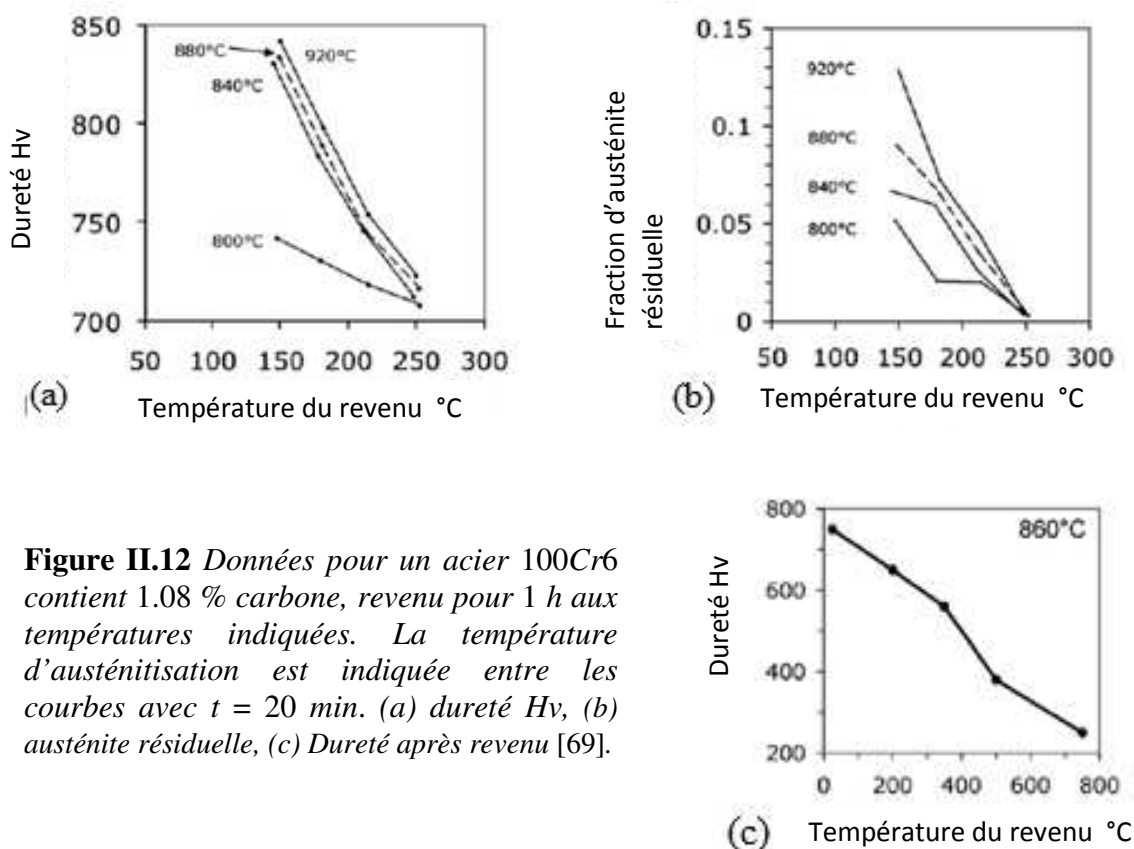 850
800
750
700
880°C
920°C
840°C
800°C
50 100 150 200 250 300
Dureté Hv
(a) Température du revenu °C
0.15
0.1
0.05
0
920°C
880°C
840°C
800°C
50 100 150 200 250 300
Fraction d'austénite
résiduelle
(b) Température du revenu °C
Figure II.12 Données pour un acier 100Cr6
contient 1.08 % carbone, revenu pour 1 h aux
températures indiquées. La température
d'austénitisation est indiquée entre les
courbes avec t = 20 min. (a) dureté Hv, (b)
austénite résiduelle, (c) Dureté après revenu [69].
800
600
400
200
860°C
0 200 400 600 800
Dureté Hv
(c) Température du revenu °C